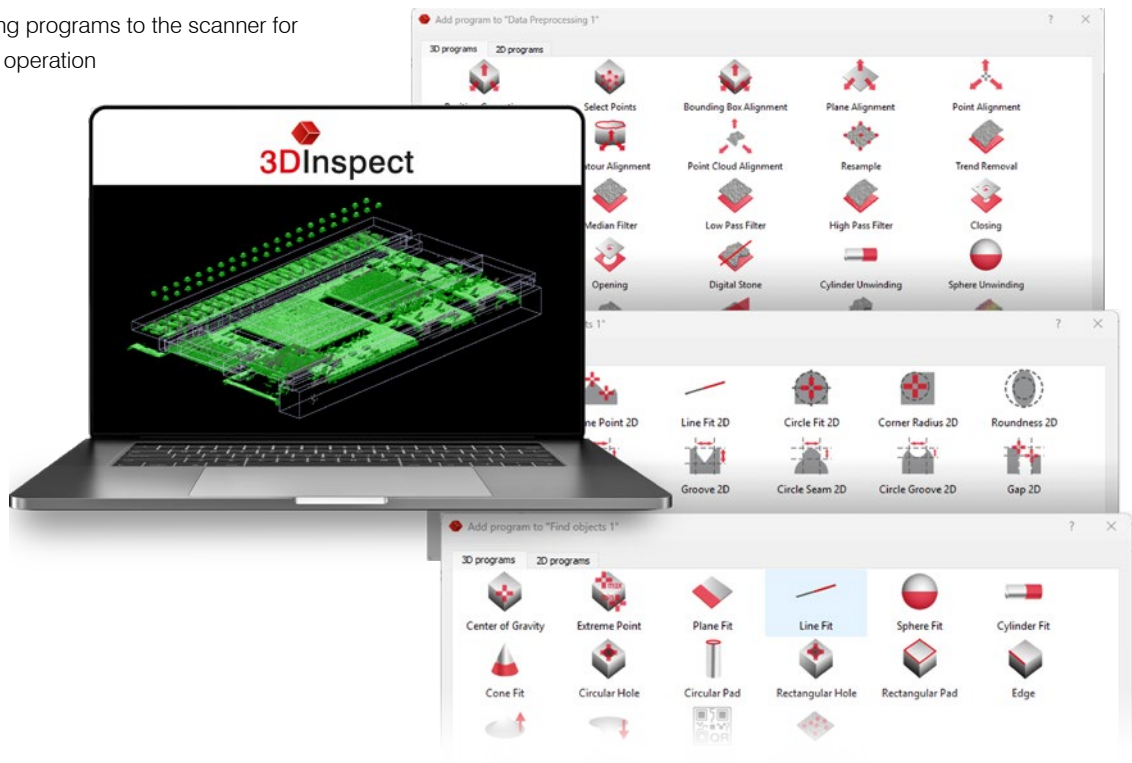 ng programs to the scanner for
operation
Add program to "Data Preprocessing 1" ? ×
3D programs 2D programs
Select Points Bounding Box Alignment Plane Alignment Point Alignment
Alignment Point Cloud Alignment Resample Trend Removal
Median Filter Low Pass Filter High Pass Filter Closing
Opening Digital Stone Cylinder Unwinding Sphere Unwinding
3DInspect
1" ? ×
Point 2D Line Fit 2D Circle Fit 2D Corner Radius 2D Roundness 2D
Groove 2D Circle Seam 2D Circle Groove 2D Gap 2D
Add program to "Find objects 1" ? ×
3D programs 2D programs
max
Center of Gravity Extreme Point Plane Fit Line Fit Sphere Fit Cylinder Fit
Cone Fit Circular Hole Circular Pad Rectangular Hole Rectangular Pad Edge
QR